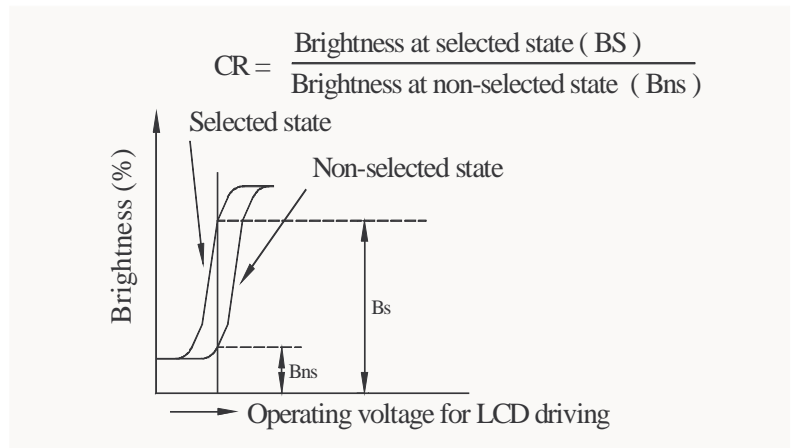 CR = Brightness at selected state ( BS )
Brightness at non-selected state ( Bns )
Selected state
Non-selected state
Brightness (%)
Bs
Bns
Operating voltage for LCD driving